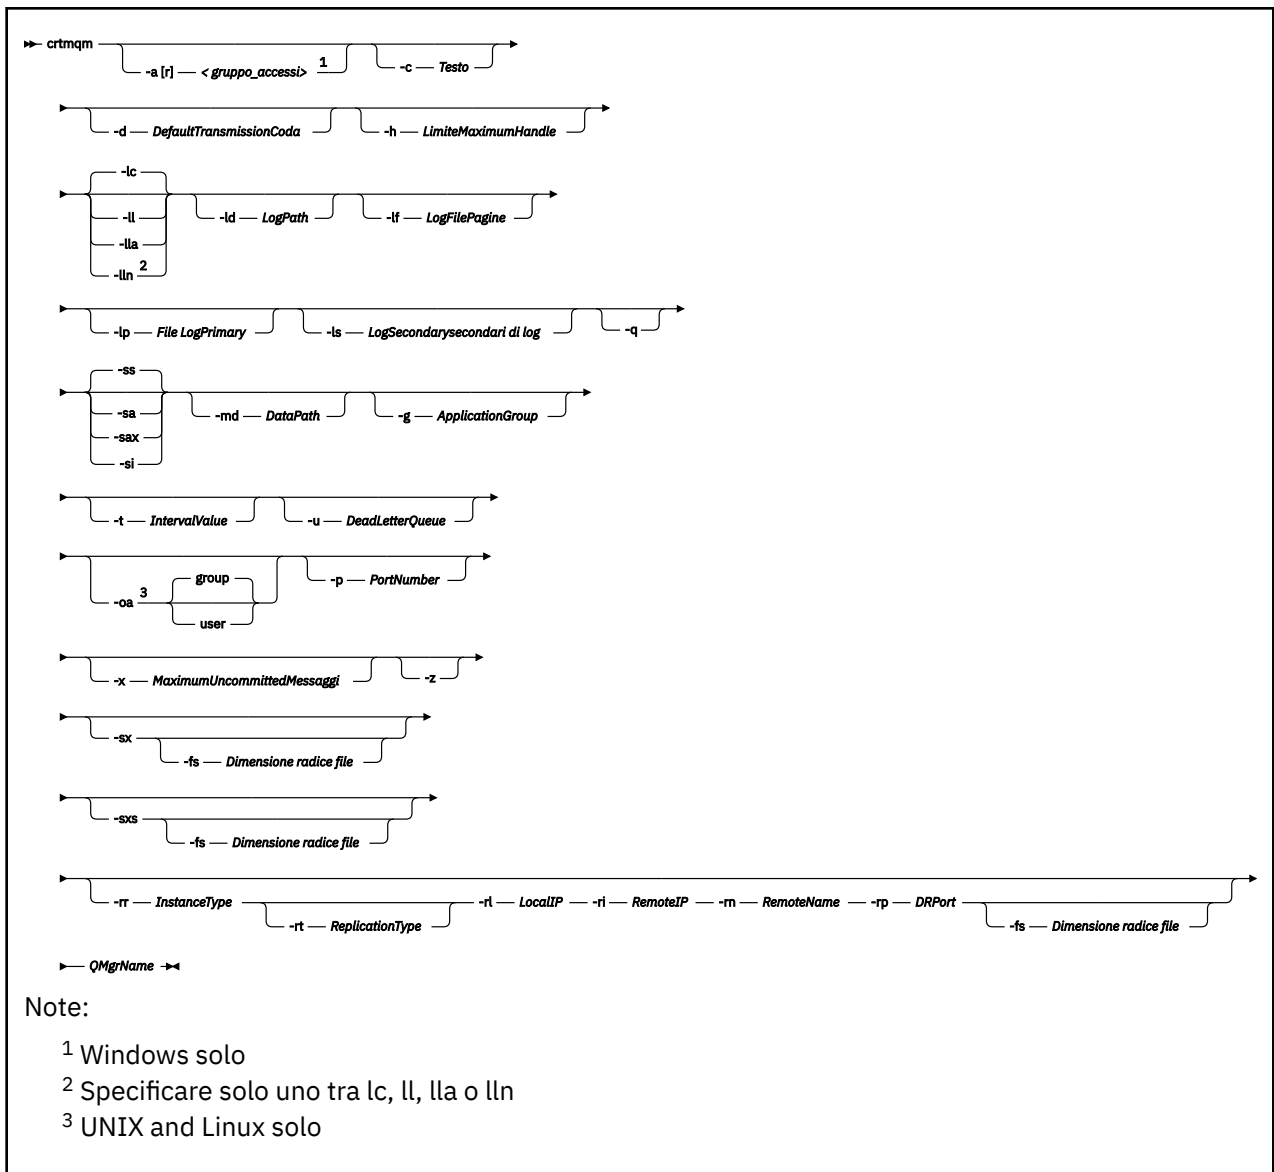 crtmqm -a [r] < gruppo_accessi> 1 -c Testo
-d DefaultTransmissionCoda -h LimiteMaximumHandle
-lc
-ll -ld LogPath -lf LogFilePagine
-lla
-lln 2
-lp File LogPrimary -ls LogSecondarysecondari di log -q
-ss
-sa -md DataPath -g ApplicationGroup
-sax
-si
-t IntervalValue -u DeadLetterQueue
group -p PortNumber
-oa 3
user
-x MaximumUncommittedMessaggi -z
-sx
-fs Dimensione radice file
-sxs
-fs Dimensione radice file
-rr InstanceType -rl LocalIP -ri RemoteIP -rn RemoteName -rp DRPort
-rt ReplicationType -fs Dimensione radice file
QMgrName
Note:
1 Windows solo
2 Specificare solo uno tra lc, ll, lla o lln
3 UNIX and Linux solo